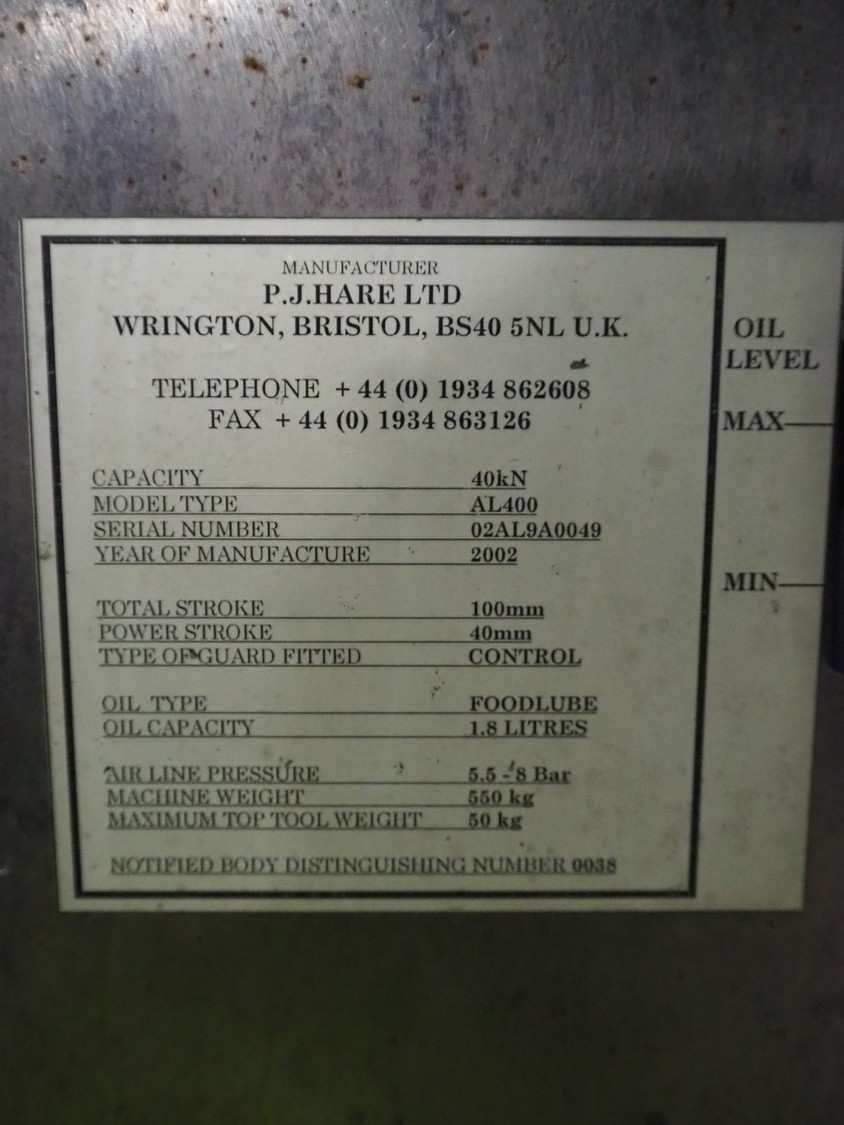 MANUFACTURER
P.J.HARE LTD
WRINGTON, BRISTOL, BS40 5NL U.K.
TELEPHONE + 44 (0) 1934 862608
FAX + 44 (0) 1934 863126
CAPACITY 40kN
MODEL TYPE AL400
SERIAL NUMBER 02AL9A0049
YEAR OF MANUFACTURE 2002
TOTAL STROKE 100mm
POWER STROKE 40mm
TYPE OF GUARD FITTED CONTROL
OIL TYPE FOODLUBE
OIL CAPACITY 1.8 LITRES
AIR LINE PRESSURE 5.5 - 8 Bar
MACHINE WEIGHT 550 kg
MAXIMUM TOP TOOL WEIGHT 50 kg
NOTIFIED BODY DISTINGUISHING NUMBER 0038
OIL
LEVEL
MAX
MIN